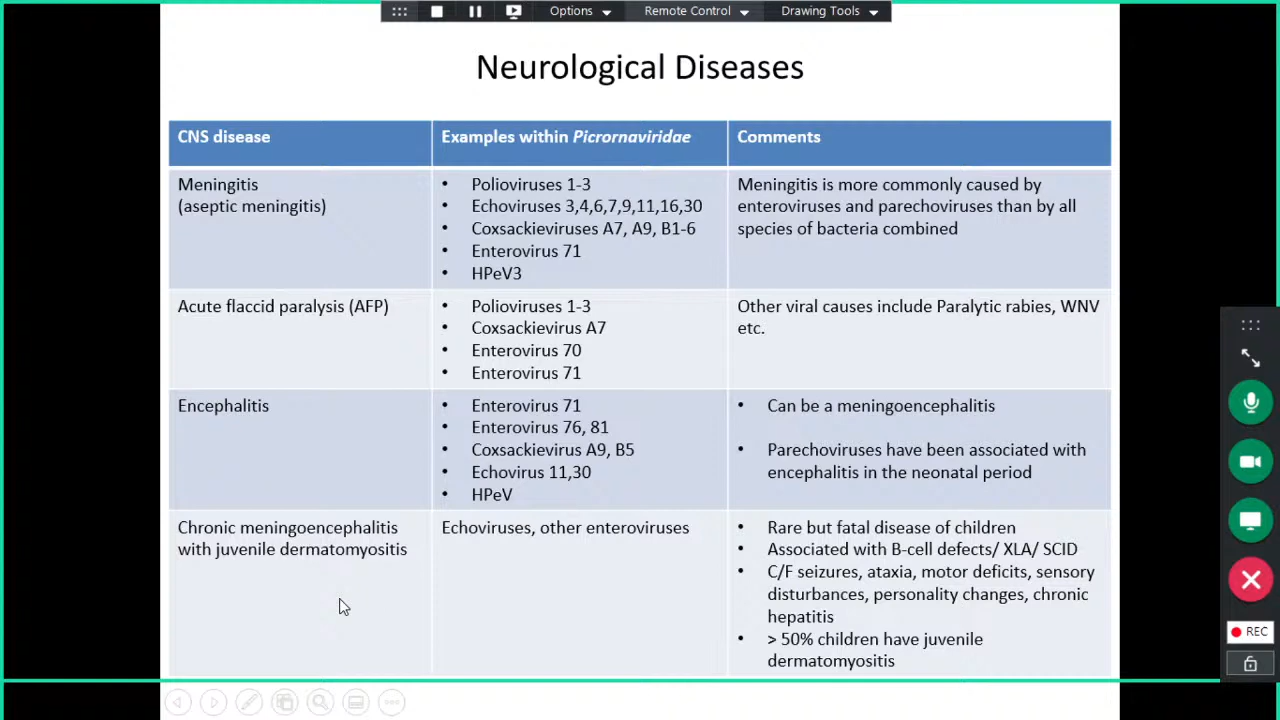 Options
Remote Control
Drawing Tools
Neurological Diseases
CNS disease
Examples within Picrornaviridae
Comments
Meningitis
(aseptic meningitis)
• Polioviruses 1-3
• Echoviruses 3,4,6,7,9,11,16,30
• Coxsackieviruses A7, A9, B1-6
• Enterovirus 71
• HPeV3
Meningitis is more commonly caused by
enteroviruses and parechoviruses than by all
species of bacteria combined
Acute flaccid paralysis (AFP)
• Polioviruses 1-3
• Coxsackievirus A7
• Enterovirus 70
• Enterovirus 71
Other viral causes include Paralytic rabies, WNV
etc.
Encephalitis
• Enterovirus 71
• Enterovirus 76, 81
• Coxsackievirus A9, B5
• Echovirus 11,30
• HPeV
• Can be a meningoencephalitis
• Parechoviruses have been associated with
encephalitis in the neonatal period
Chronic meningoencephalitis
with juvenile dermatomyositis
Echoviruses, other enteroviruses
• Rare but fatal disease of children
• Associated with B-cell defects/ XLA/ SCID
• C/F seizures, ataxia, motor deficits, sensory
disturbances, personality changes, chronic
hepatitis
• > 50% children have juvenile
dermatomyositis
REC